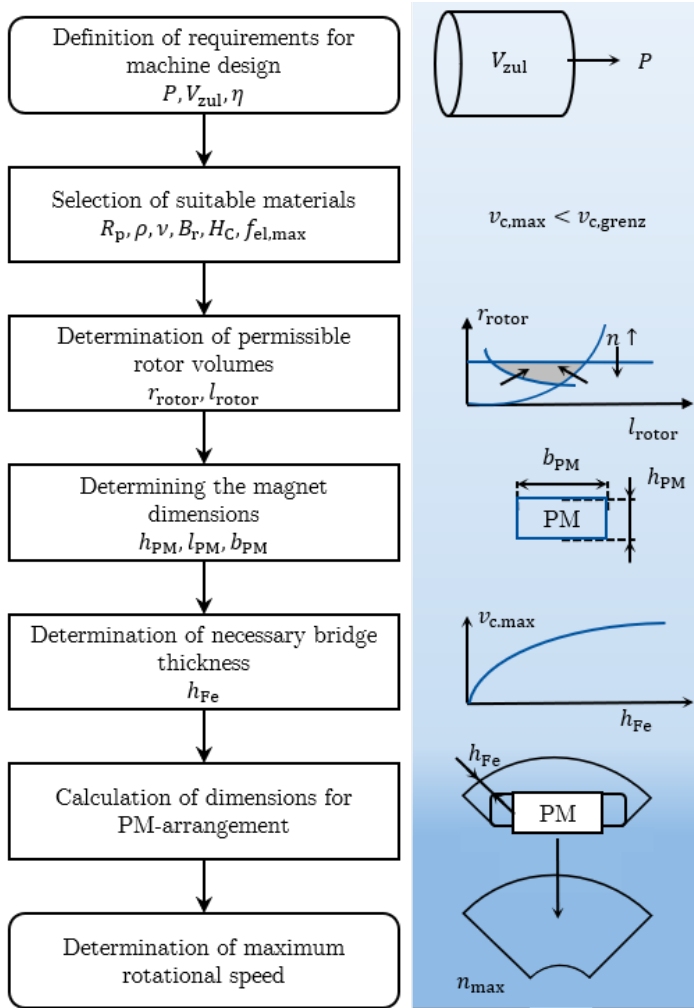 Definition of requirements for
machine design
P, V_zul, η
V_zul
P
Selection of suitable materials
R_p, ρ, ν, B_r, H_C, f_el,max
v_c,max < v_c,grenz
Determination of permissible
rotor volumes
r_rotor, l_rotor
r_rotor
n ↑
l_rotor
Determining the magnet
dimensions
h_PM, l_PM, b_PM
b_PM
h_PM
PM
Determination of necessary bridge
thickness
h_Fe
v_c.max
h_Fe
Calculation of dimensions for
PM-arrangement
h_Fe
PM
Determination of maximum
rotational speed
n_max